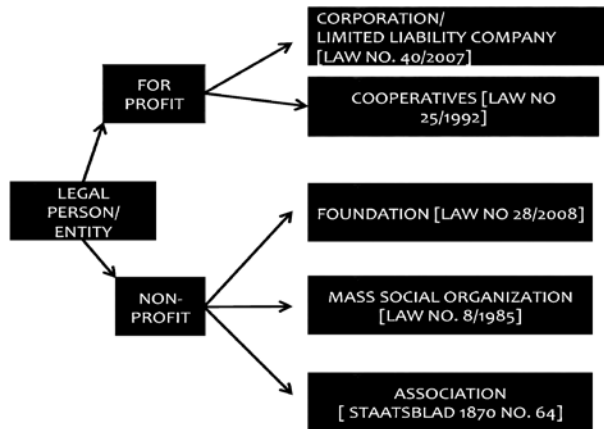 CORPORATION/
LIMITED LIABILITY COMPANY
[LAW NO. 40/2007]
FOR
PROFIT
COOPERATIVES [LAW NO
25/1992]
LEGAL
PERSON/
ENTITY
FOUNDATION [LAW NO 28/2008]
NON-
PROFIT
MASS SOCIAL ORGANIZATION
[LAW NO. 8/1985]
ASSOCIATION
[ STAATSBLAD 1870 NO. 64]